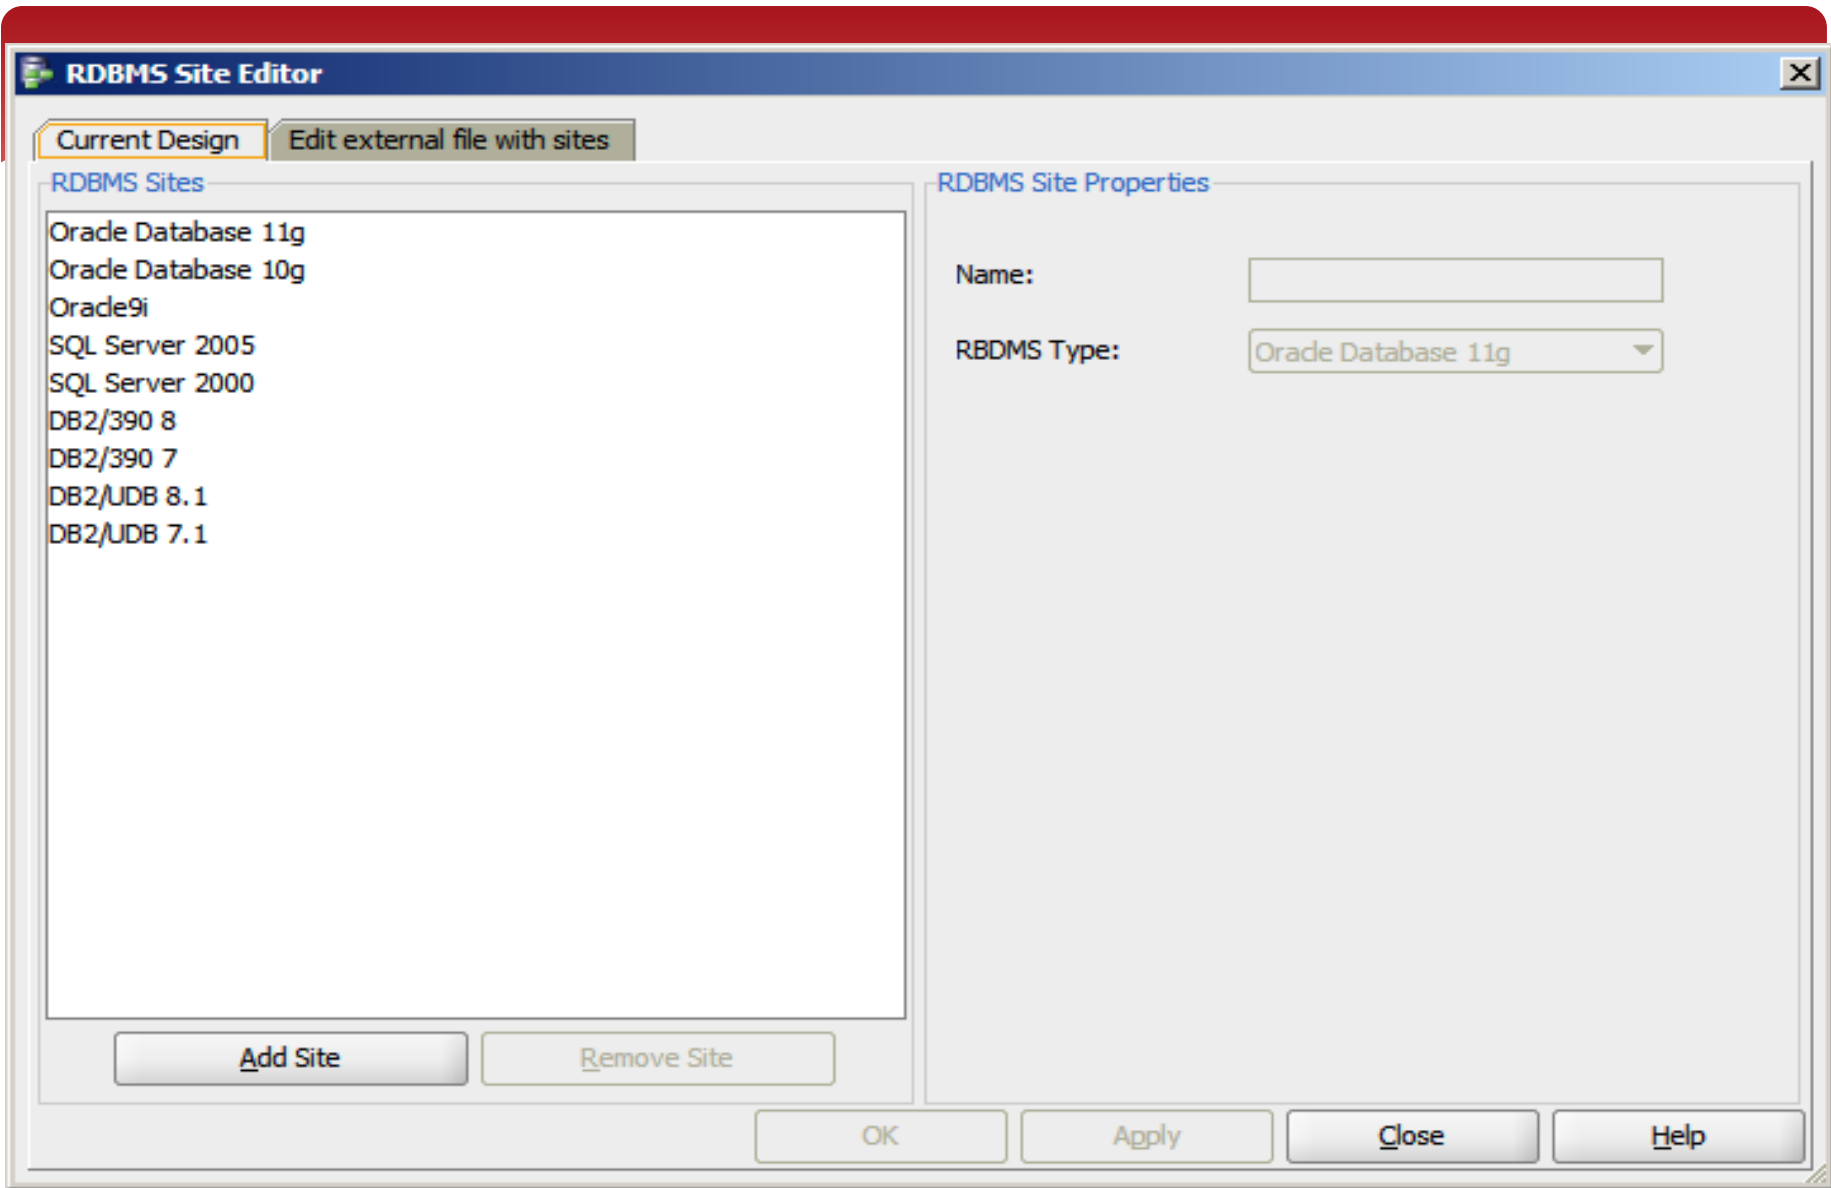 RDBMS Site Editor
Current Design
Edit external file with sites
RDBMS Sites
Oracle Database 11g
Oracle Database 10g
Oracle9i
SQL Server 2005
SQL Server 2000
DB2/390 8
DB2/390 7
DB2/UDB 8.1
DB2/UDB 7.1
Add Site
Remove Site
RDBMS Site Properties
Name:
RBDMS Type:
Oracle Database 11g
OK
Apply
Close
Help